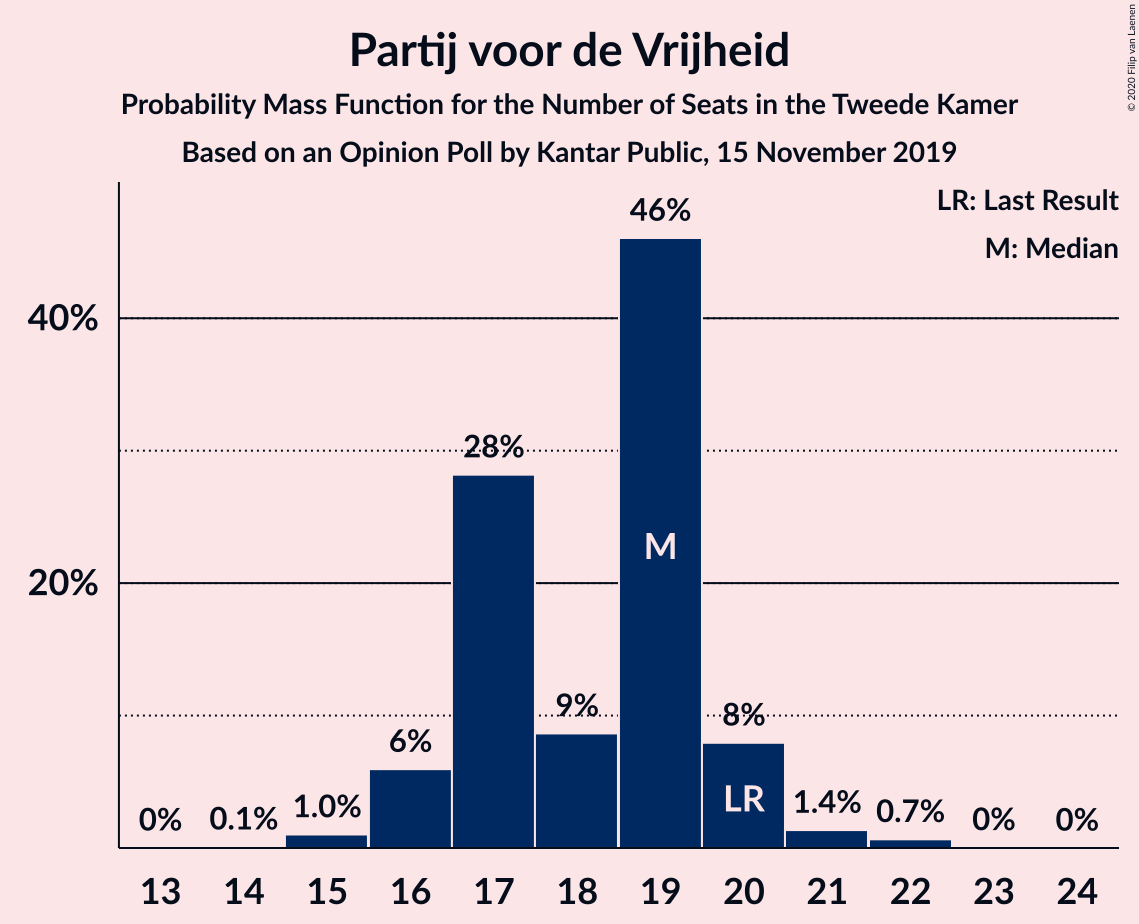 Partij voor de Vrijheid
Probability Mass Function for the Number of Seats in the Tweede Kamer
Based on an Opinion Poll by Kantar Public, 15 November 2019
© 2020 Filip van Laenen
LR: Last Result
M: Median
46%
40%
28%
M
20%
9%
8%
6%
LR
1.4%
1.0%
0.7%
0%
0.1%
0%
0%
13 14 15 16 17 18 19 20 21 22 23 24